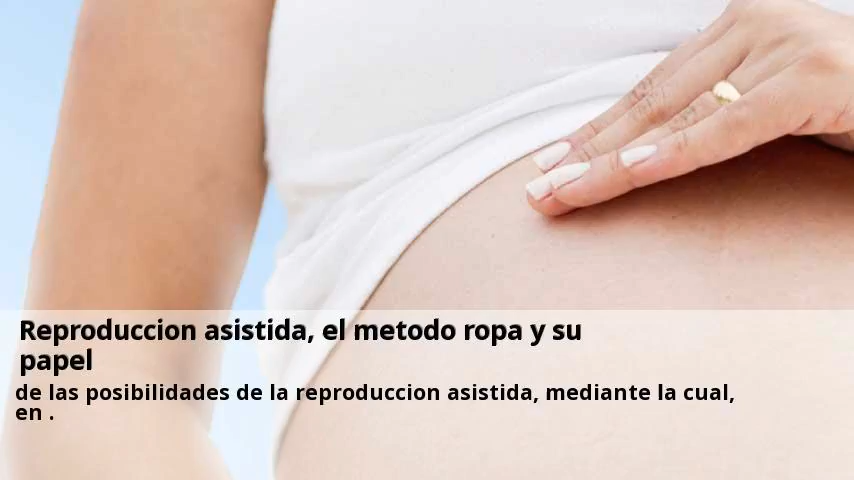 Reproduccion asistida, el metodo ropa y su
papel
de las posibilidades de la reproduccion asistida, mediante la cual,
en .